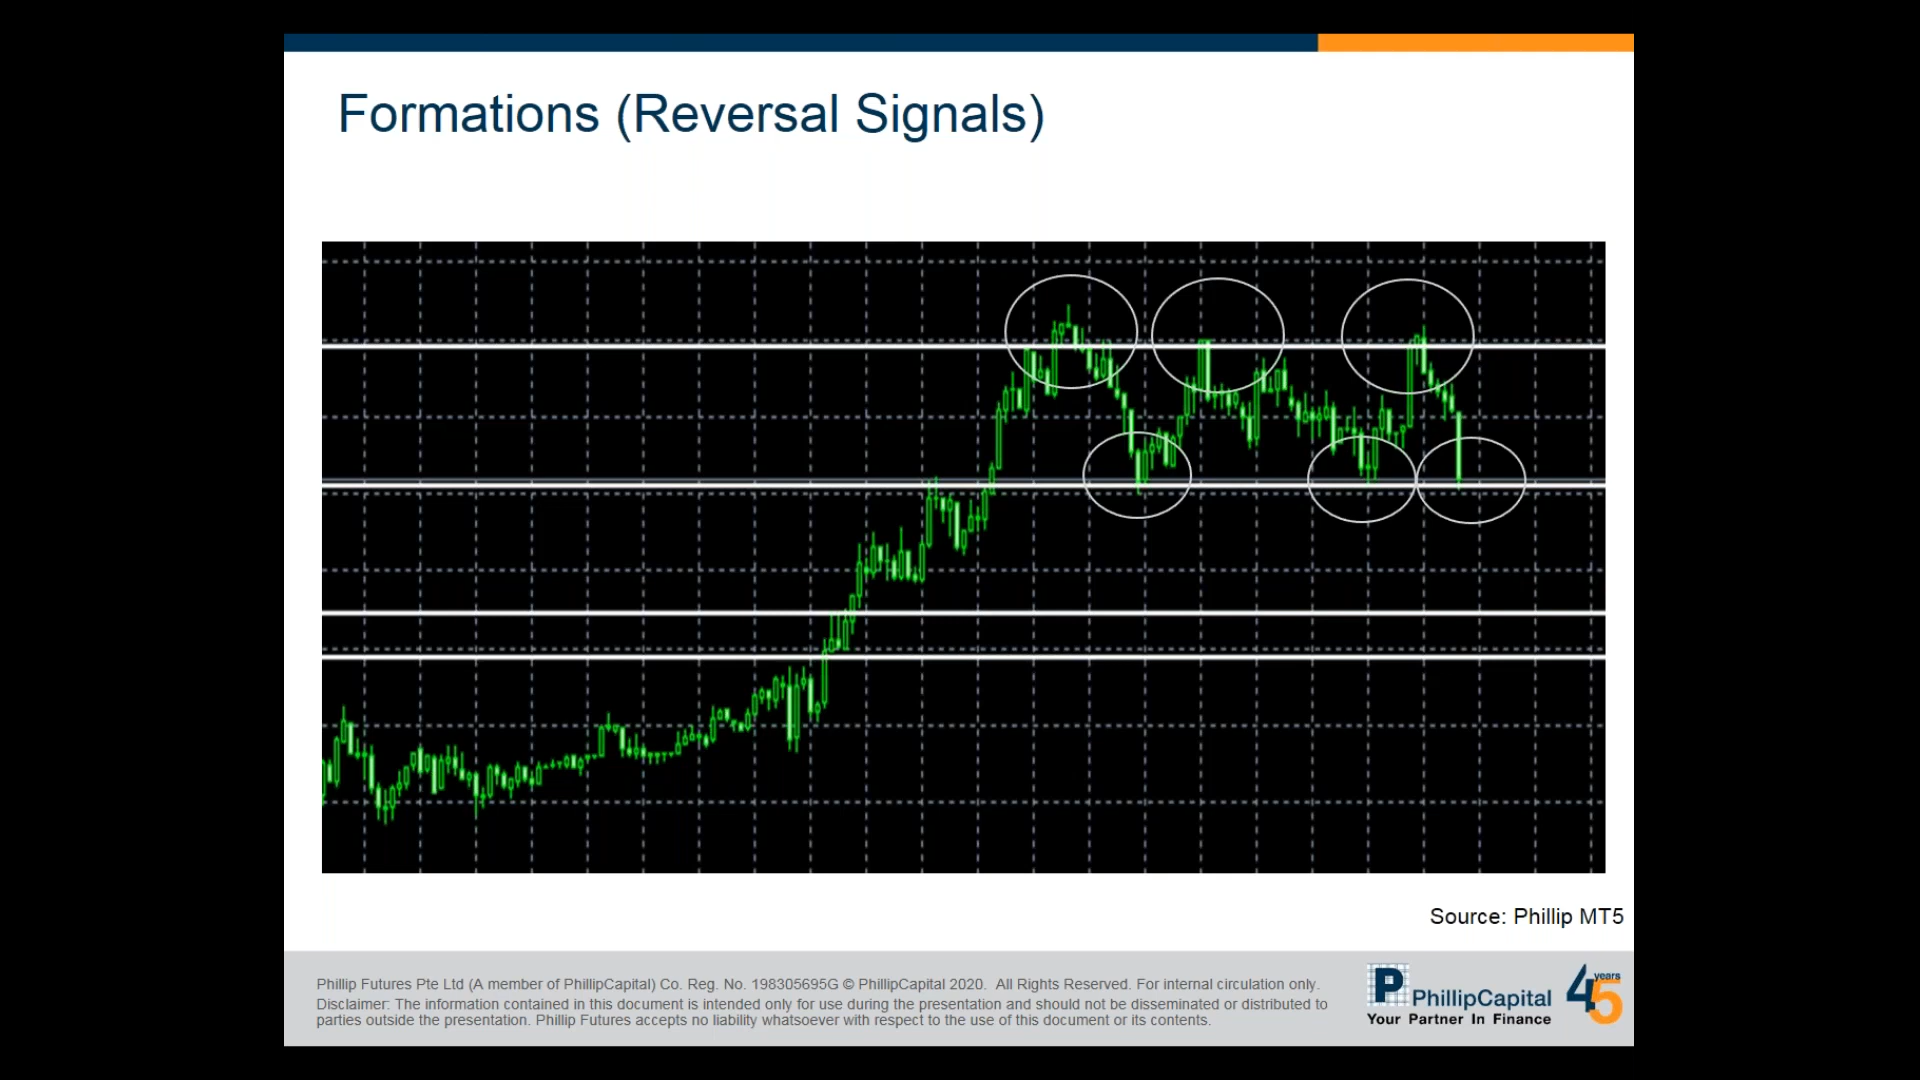 Formations (Reversal Signals)
Source: Phillip MT5
Phillip Futures Pte Ltd (A member of PhillipCapital) Co. Reg. No. 198305695G © PhillipCapital 2020.  All Rights Reserved. For internal circulation only.
Disclaimer: The information contained in this document is intended only for use during the presentation and should not be disseminated or distributed to
parties outside the presentation. Phillip Futures accepts no liability whatsoever with respect to the use of this document or its contents.
P PhillipCapital
Your Partner In Finance
45 years